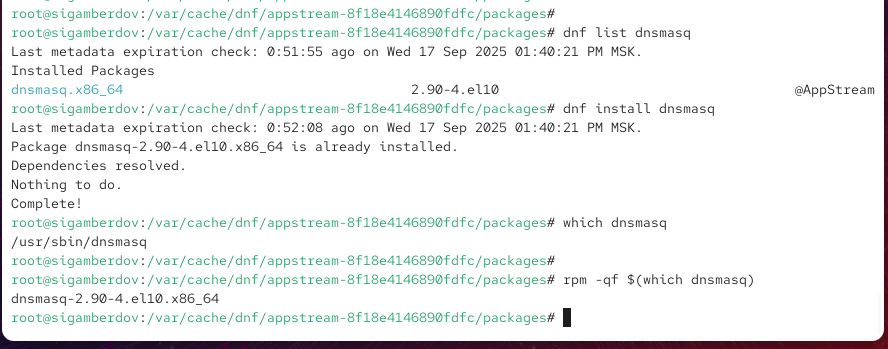 root@sigamberdov:/var/cache/dnf/appstream-8f18e4146890fdfc/packages#
root@sigamberdov:/var/cache/dnf/appstream-8f18e4146890fdfc/packages# dnf list dnsmasq
Last metadata expiration check: 0:51:55 ago on Wed 17 Sep 2025 01:40:21 PM MSK.
Installed Packages
dnsmasq.x86_64 2.90-4.el10 @AppStream
root@sigamberdov:/var/cache/dnf/appstream-8f18e4146890fdfc/packages# dnf install dnsmasq
Last metadata expiration check: 0:52:08 ago on Wed 17 Sep 2025 01:40:21 PM MSK.
Package dnsmasq-2.90-4.el10.x86_64 is already installed.
Dependencies resolved.
Nothing to do.
Complete!
root@sigamberdov:/var/cache/dnf/appstream-8f18e4146890fdfc/packages# which dnsmasq
/usr/sbin/dnsmasq
root@sigamberdov:/var/cache/dnf/appstream-8f18e4146890fdfc/packages#
root@sigamberdov:/var/cache/dnf/appstream-8f18e4146890fdfc/packages# rpm -qf $(which dnsmasq)
dnsmasq-2.90-4.el10.x86_64
root@sigamberdov:/var/cache/dnf/appstream-8f18e4146890fdfc/packages#